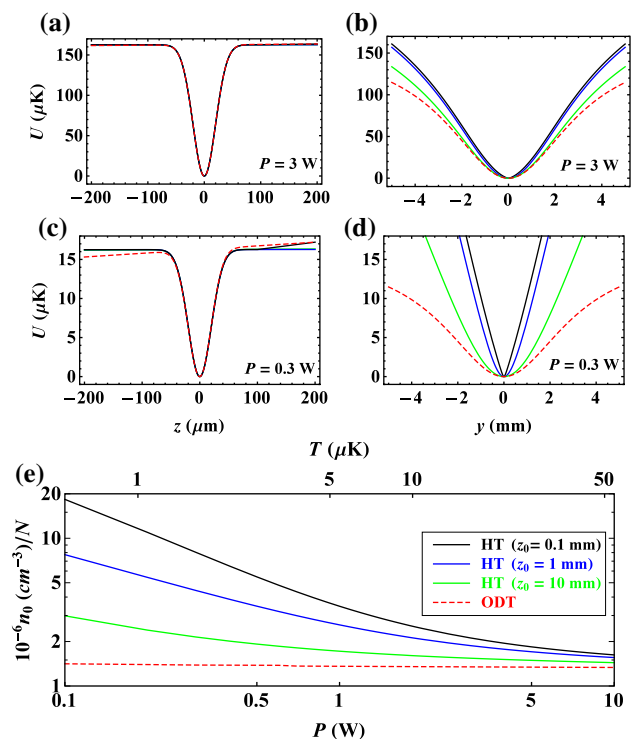 (a) (b)
150
100
50
0
U (μK)
P = 3 W
−200 −100 0 100 200
150
100
50
0
P = 3 W
−4 −2 0 2 4
(c) (d)
15
10
5
0
U (μK)
P = 0.3 W
−200 −100 0 100 200
z (μm)
15
10
5
0
P = 0.3 W
−4 −2 0 2 4
y (mm)
T (μK)
(e)
1 5 10 50
20
10
5
2
1
10⁻⁶n₀ (cm⁻³)/N
HT (z₀= 0.1 mm)
HT (z₀= 1 mm)
HT (z₀= 10 mm)
ODT
0.1 0.5 1 5 10
P (W)